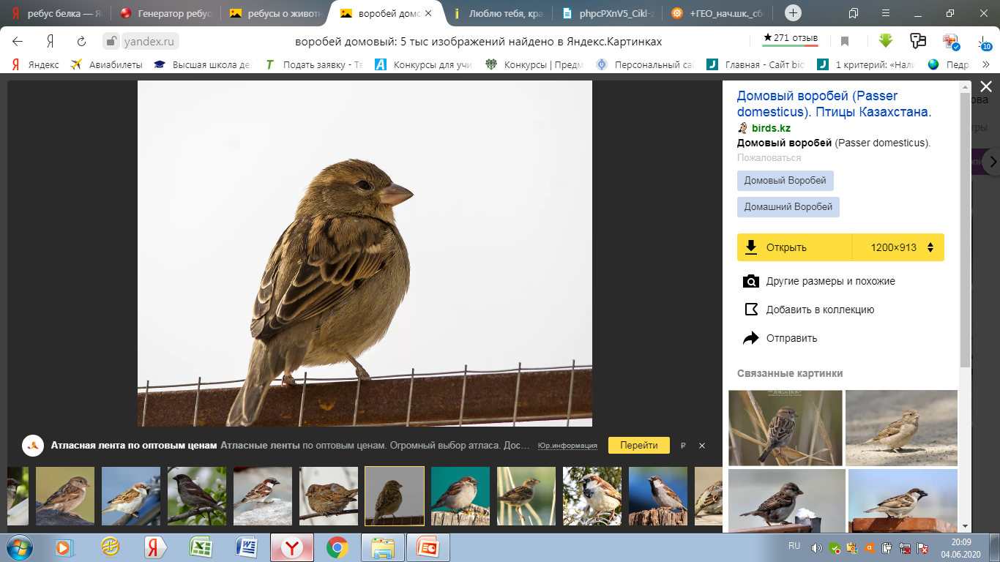 ребус белка — Ян
Генератор ребус
ребусы о живот
воробей домо
Люблю тебя, кра
phpcPXnV5_Cikl-z
+ГЕО_нач.шк._сб
yandex.ru
воробей домовый: 5 тыс изображений найдено в Яндекс.Картинках
271 отзыв
10
Яндекс
Авиабилеты
Высшая школа де
Подать заявку - Тв
Конкурсы для учи
Конкурсы | Предм
Персональный са
Главная - Сайт bio
1 критерий: «Нали
Педра
Домовый воробей (Passer
domesticus). Птицы Казахстана.
birds.kz
Домовый воробей (Passer domesticus).
Пожаловаться
Домовый Воробей
Домашний Воробей
Открыть
1200×913
Другие размеры и похожие
Добавить в коллекцию
Отправить
Связанные картинки
Атласная лента по оптовым ценам Атласные ленты по оптовым ценам. Огромный выбор атласа. Дос...
Юр.информация
Перейти
RU
20:09
04.06.2020